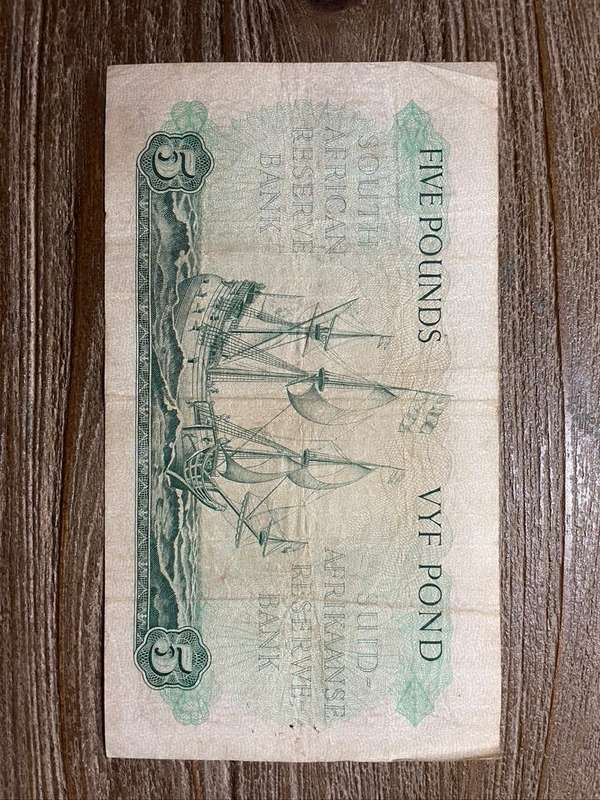 FIVE POUNDS VYF POND
SOUTH
AFRICAN
RESERVE
BANK
SUID-
AFRIKAANSE
RESERWE-
BANK
5 5